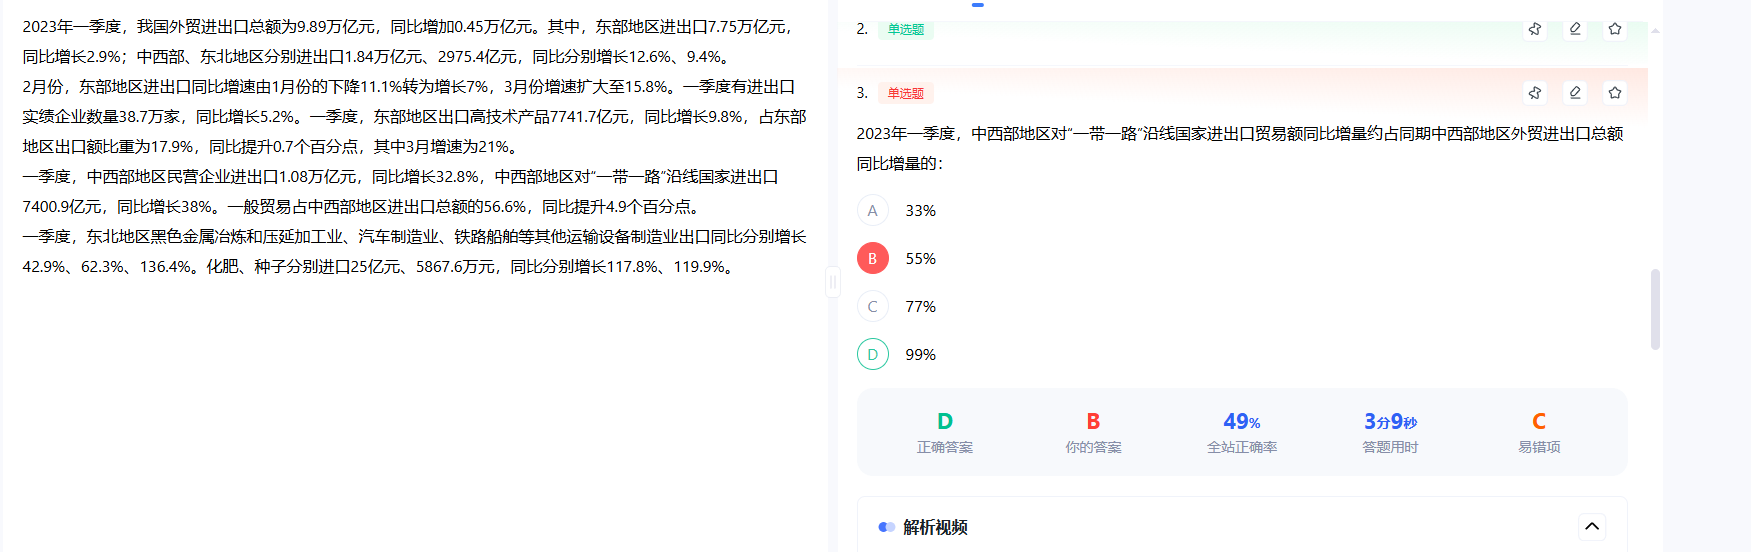 2023年一季度，我国外贸进出口总额为9.89万亿元，同比增加0.45万亿元。其中，东部地区进出口7.75万亿元，
同比增长2.9%；中西部、东北地区分别进出口1.84万亿元、2975.4亿元，同比分别增长12.6%、9.4%。
2月份，东部地区进出口同比增速由1月份的下降11.1%转为增长7%，3月份增速扩大至15.8%。一季度有进出口
实绩企业数量38.7万家，同比增长5.2%。一季度，东部地区出口高技术产品7741.7亿元，同比增长9.8%，占东部
地区出口额比重为17.9%，同比提升0.7个百分点，其中3月增速为21%。
一季度，中西部地区民营企业进出口1.08万亿元，同比增长32.8%，中西部地区对“一带一路”沿线国家进出口
7400.9亿元，同比增长38%。一般贸易占中西部地区进出口总额的56.6%，同比提升4.9个百分点。
一季度，东北地区黑色金属冶炼和压延加工业、汽车制造业、铁路船舶等其他运输设备制造业出口同比分别增长
42.9%、62.3%、136.4%。化肥、种子分别进口25亿元、5867.6万元，同比分别增长117.8%、119.9%。
2. 单选题
3. 单选题
2023年一季度，中西部地区对“一带一路”沿线国家进出口贸易额同比增量约占同期中西部地区外贸进出口总额
同比增量的：
A 33%
B 55%
C 77%
D 99%
D B 49% 3分9秒 C
正确答案 你的答案 全站正确率 答题用时 易错项
解析视频